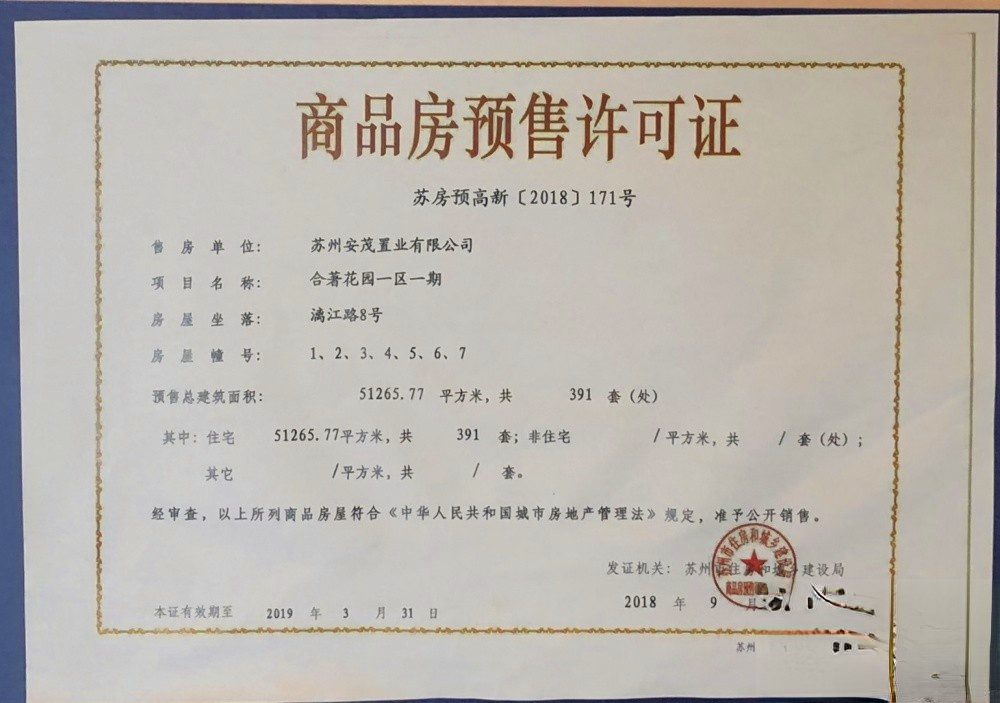 商品房预售许可证
苏房预高新〔2018〕171号
售房单位: 苏州安茂置业有限公司
项目名称: 合著花园一区一期
房屋坐落: 漓江路8号
房屋幢号: 1、2、3、4、5、6、7
预售总建筑面积: 51265.77 平方米,共 391 套(处)
其中:住宅 51265.77平方米,共 391 套;非住宅 /平方米,共 / 套(处);
其它 /平方米,共 / 套。
经审查,以上所列商品房屋符合《中华人民共和国城市房地产管理法》规定,准予公开销售。
发证机关: 苏州市住房和城乡建设局
2018 年 9 月
本证有效期至 2019 年 3 月 31 日
苏州